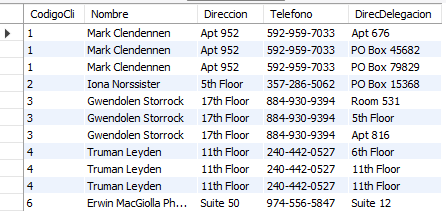 CodigoCli Nombre Direccion Telefono DirecDelegacion
1 Mark Clendennen Apt 952 592-959-7033 Apt 676
1 Mark Clendennen Apt 952 592-959-7033 PO Box 45682
1 Mark Clendennen Apt 952 592-959-7033 PO Box 79829
2 Iona Norssister 5th Floor 357-286-5062 PO Box 15368
3 Gwendolen Storrock 17th Floor 884-930-9394 Room 531
3 Gwendolen Storrock 17th Floor 884-930-9394 5th Floor
3 Gwendolen Storrock 17th Floor 884-930-9394 Apt 816
4 Truman Leyden 11th Floor 240-442-0527 6th Floor
4 Truman Leyden 11th Floor 240-442-0527 11th Floor
4 Truman Leyden 11th Floor 240-442-0527 11th Floor
6 Erwin MacGiolla Ph... Suite 50 974-556-5847 Suite 12